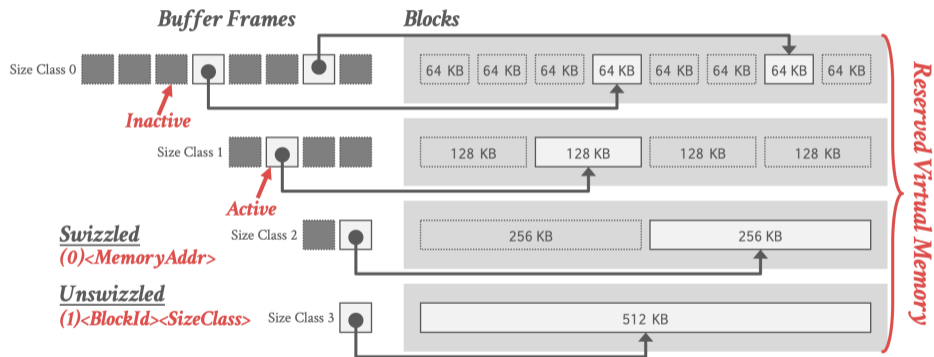 Buffer Frames
Blocks
Size Class 0
64 KB 64 KB 64 KB 64 KB 64 KB 64 KB 64 KB 64 KB
Inactive
Size Class 1
128 KB 128 KB 128 KB 128 KB
Active
Swizzled
(0)<MemoryAddr>
Size Class 2
256 KB 256 KB
Unswizzled
(1)<BlockId><SizeClass>
Size Class 3
512 KB
Reserved Virtual Memory